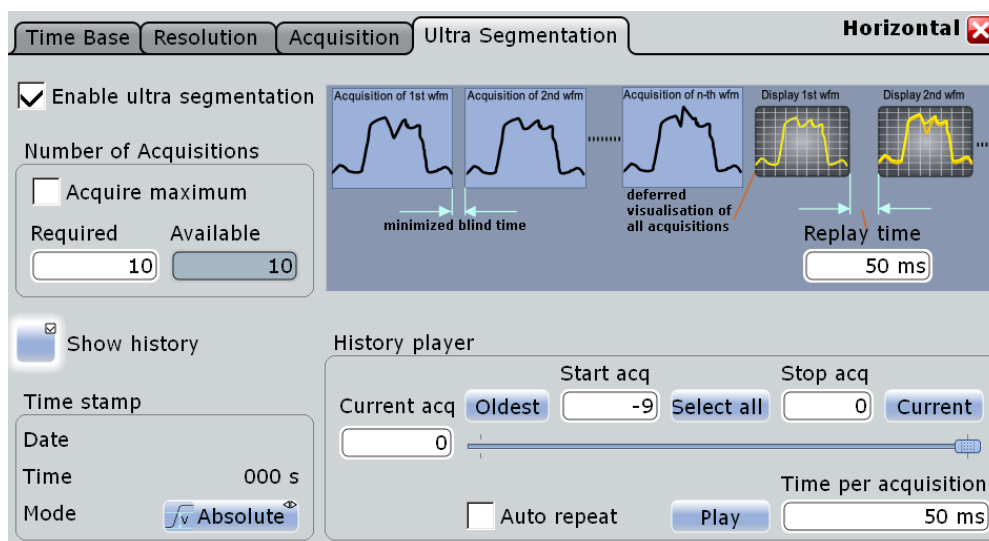 Time Base Resolution Acquisition Ultra Segmentation Horizontal
Enable ultra segmentation
Acquisition of 1st wfm Acquisition of 2nd wfm Acquisition of n-th wfm Display 1st wfm Display 2nd wfm
minimized blind time
deferred
visualisation of
all acquisitions
Replay time
50 ms
Number of Acquisitions
Acquire maximum
Required Available
10 10
Show history
Time stamp
Date
Time 000 s
Mode Absolute
History player
Start acq Stop acq
Current acq Oldest -9 Select all 0 Current
0
Time per acquisition
Auto repeat Play 50 ms